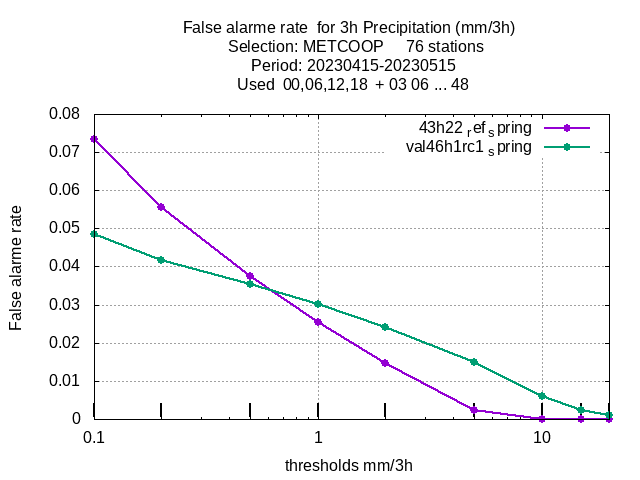 False alarme rate  for 3h Precipitation (mm/3h)
Selection: METCOOP     76 stations
Period: 20230415-20230515
Used  00,06,12,18  + 03 06 ... 48
0.08
43h22 ref spring
0.07
val46h1rc1 spring
0.06
0.05
0.04
0.03
0.02
0.01
0
False alarme rate
0.1 1 10
thresholds mm/3h